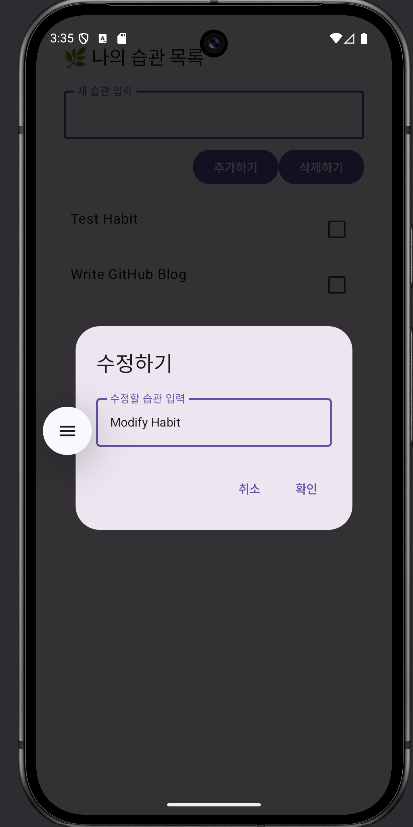 3:35
🌿 나의 습관 목록
새 습관 입력
추가하기 삭제하기
Test Habit
Write GitHub Blog
수정하기
수정할 습관 입력
Modify Habit
취소 확인